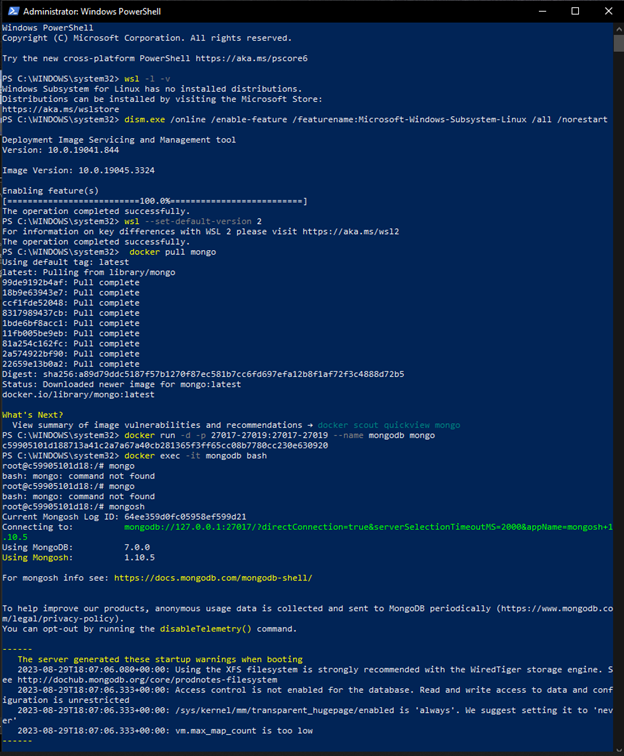 Administrator: Windows PowerShell
Windows PowerShell
Copyright (C) Microsoft Corporation. All rights reserved.
Try the new cross-platform PowerShell https://aka.ms/pscore6
PS C:\WINDOWS\system32> wsl -l -v
Windows Subsystem for Linux has no installed distributions.
Distributions can be installed by visiting the Microsoft Store:
https://aka.ms/wslstore
PS C:\WINDOWS\system32> dism.exe /online /enable-feature /featurename:Microsoft-Windows-Subsystem-Linux /all /norestart
Deployment Image Servicing and Management tool
Version: 10.0.19041.844
Image Version: 10.0.19045.3324
Enabling feature(s)
[==========================100.0%==========================]
The operation completed successfully.
PS C:\WINDOWS\system32> wsl --set-default-version 2
For information on key differences with WSL 2 please visit https://aka.ms/wsl2
The operation completed successfully.
PS C:\WINDOWS\system32>  docker pull mongo
Using default tag: latest
latest: Pulling from library/mongo
99de9192b4af: Pull complete
18b9e63943e7: Pull complete
ccf1fde52048: Pull complete
8317989437cb: Pull complete
1bde6bf8acc1: Pull complete
11fb005be9eb: Pull complete
81a254c162fc: Pull complete
2a574922bf90: Pull complete
22659e13b0a2: Pull complete
Digest: sha256:a89d79ddc5187f57b1270f87ec581b7cc6fd697efa12b8f1af72f3c4888d72b5
Status: Downloaded newer image for mongo:latest
docker.io/library/mongo:latest
What's Next?
View summary of image vulnerabilities and recommendations → docker scout quickview mongo
PS C:\WINDOWS\system32> docker run -d -p 27017-27019:27017-27019 --name mongodb mongo
c59905101d188713a41c2a7a67a40cb281365f3ff65cc08b7780cc230e630920
PS C:\WINDOWS\system32> docker exec -it mongodb bash
root@c59905101d18:/# mongo
bash: mongo: command not found
root@c59905101d18:/# mongo
bash: mongo: command not found
root@c59905101d18:/# mongosh
Current Mongosh Log ID: 64ee359d0fc05958ef599d21
Connecting to: mongodb://127.0.0.1:27017/?directConnection=true&serverSelectionTimeoutMS=2000&appName=mongosh+1
.10.5
Using MongoDB: 7.0.0
Using Mongosh: 1.10.5
For mongosh info see: https://docs.mongodb.com/mongodb-shell/
To help improve our products, anonymous usage data is collected and sent to MongoDB periodically (https://www.mongodb.co
m/legal/privacy-policy).
You can opt-out by running the disableTelemetry() command.
------
The server generated these startup warnings when booting
2023-08-29T18:07:06.080+00:00: Using the XFS filesystem is strongly recommended with the WiredTiger storage engine. S
ee http://dochub.mongodb.org/core/prodnotes-filesystem
2023-08-29T18:07:06.333+00:00: Access control is not enabled for the database. Read and write access to data and conf
iguration is unrestricted
2023-08-29T18:07:06.333+00:00: /sys/kernel/mm/transparent_hugepage/enabled is 'always'. We suggest setting it to 'nev
er'
2023-08-29T18:07:06.333+00:00: vm.max_map_count is too low
------